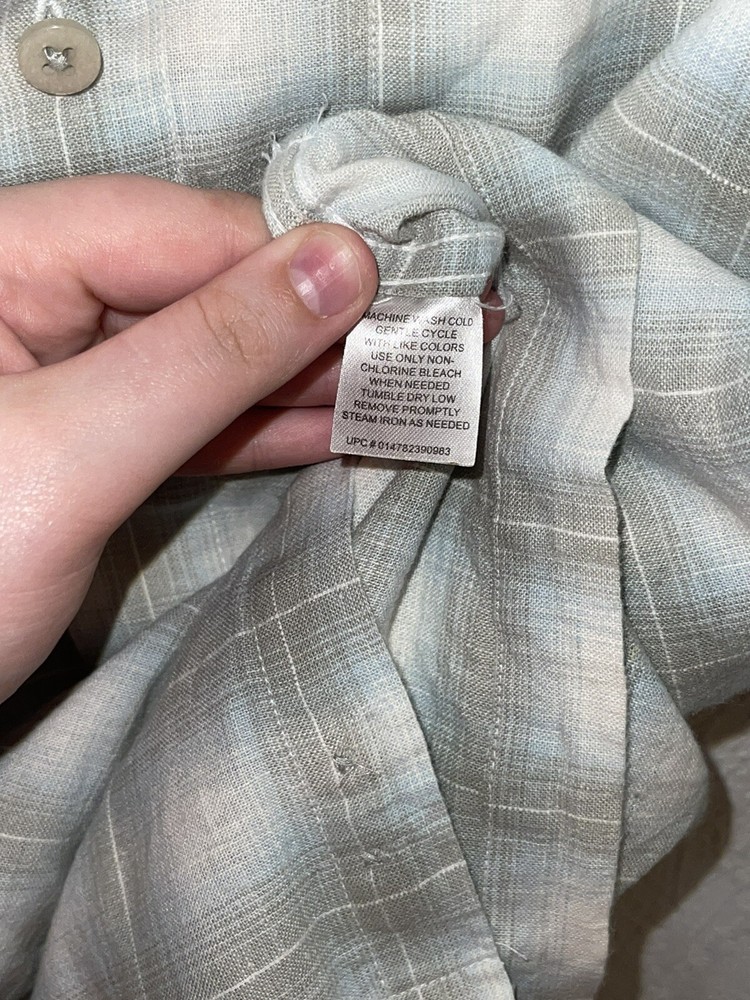 MACHINE WASH COLD
GENTLE CYCLE
WITH LIKE COLORS
USE ONLY NON-
CHLORINE BLEACH
WHEN NEEDED
TUMBLE DRY LOW
REMOVE PROMPTLY
STEAM IRON AS NEEDED
UPC # 014782390983